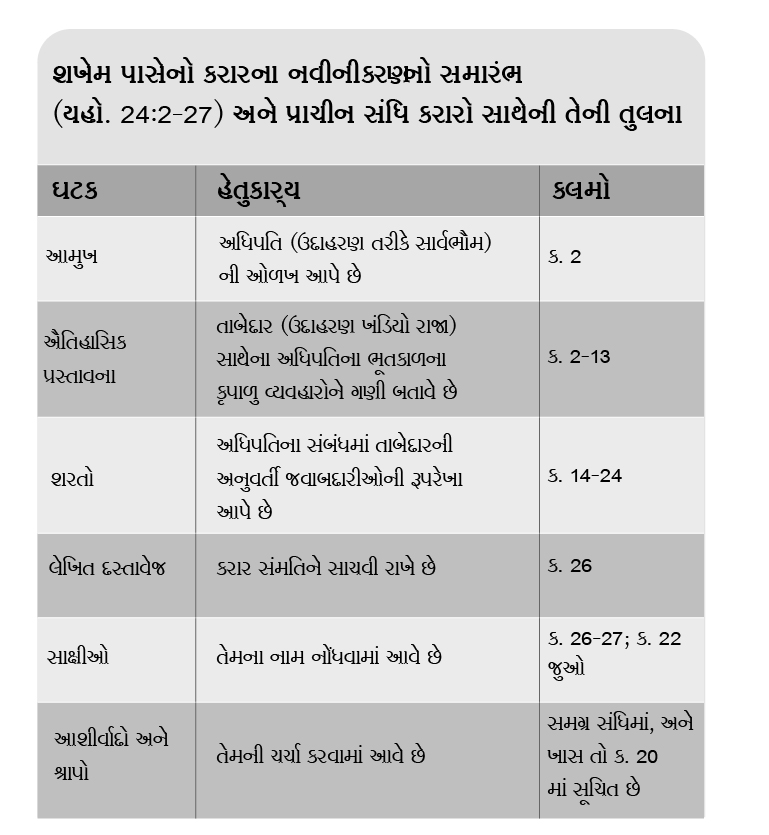 શખેમ પાસેનો કરારના નવીનીકરણનો સમારંભ
(યહો. 24:2-27) અને પ્રાચીન સંધિ કરારો સાથેની તેની તુલના
ઘટક
હેતુકાર્ય
કલમો
આમુખ
અધિપતિ (ઉદાહરણ તરીકે સાર્વભૌમ)
ની ઓળખ આપે છે
ક. 2
ઐતિહાસિક
પ્રસ્તાવના
તાબેદાર (ઉદાહરણ ખંડિયો રાજા)
સાથેના અધિપતિના ભૂતકાળના
કૃપાળુ વ્યવહારોને ગણી બતાવે છે
ક. 2-13
શરતો
અધિપતિના સંબંધમાં તાબેદારની
અનુવર્તી જવાબદારીઓની રૂપરેખા
આપે છે
ક. 14-24
લેખિત દસ્તાવેજ
કરાર સંમતિને સાચવી રાખે છે
ક. 26
સાક્ષીઓ
તેમના નામ નોંધવામાં આવે છે
ક. 26-27; ક. 22
જુઓ
આશીર્વાદો અને
શ્રાપો
તેમની ચર્ચા કરવામાં આવે છે
સમગ્ર સંધિમાં, અને
ખાસ તો ક. 20
માં સૂચિત છે